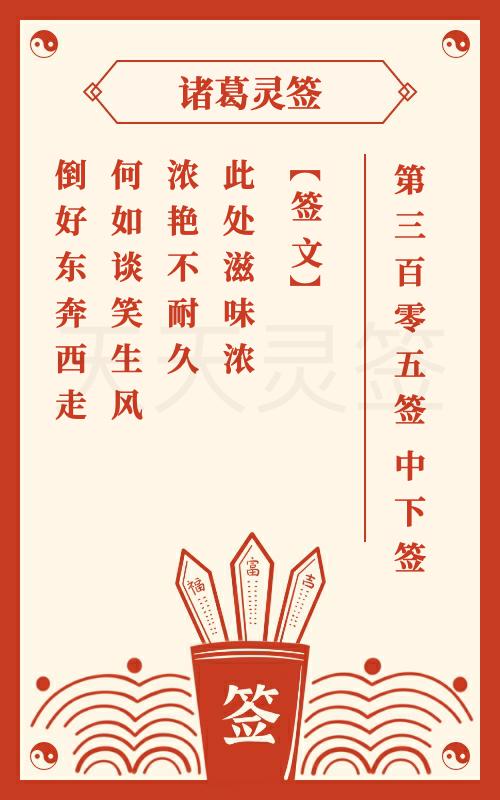 诸葛灵签
第三百零五签 中下签
【签文】
此处滋味浓
浓艳不耐久
何如谈笑生风
倒好东奔西走
天天灵签
福
富
吉
签